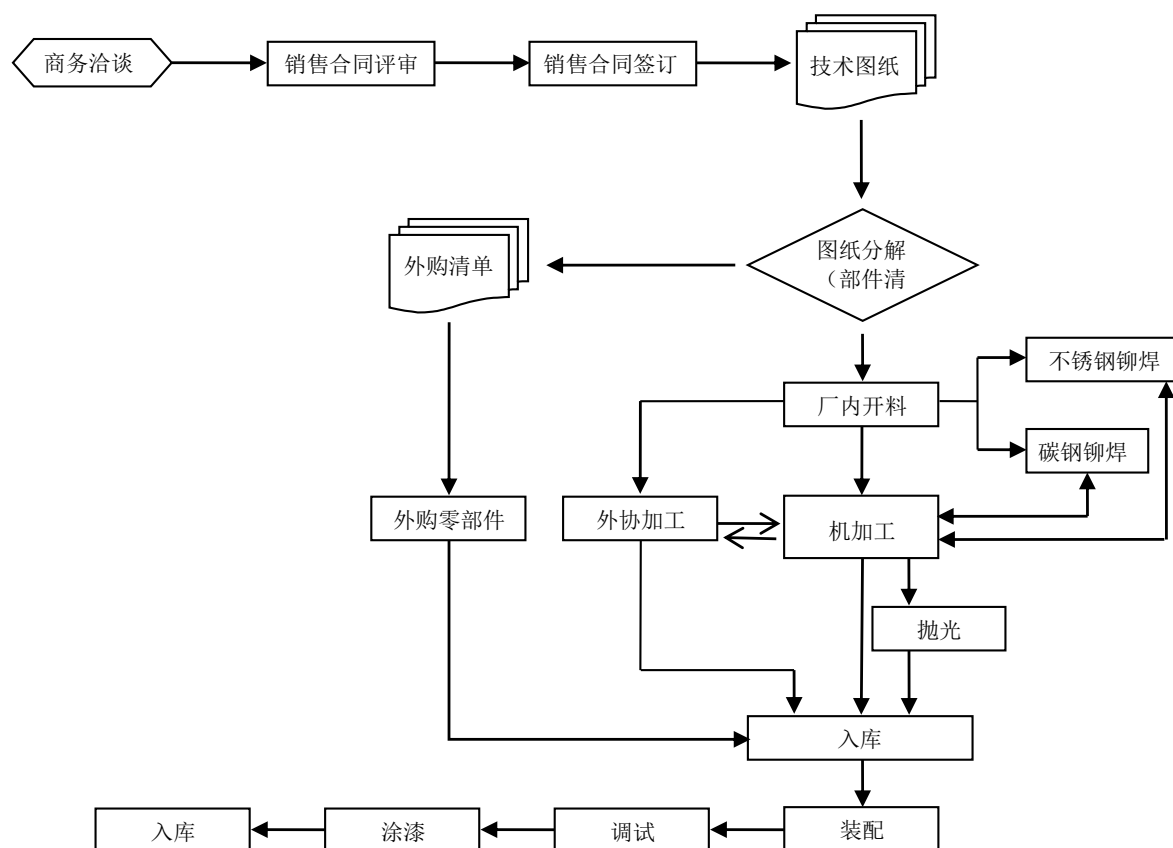 商务洽谈
销售合同评审
销售合同签订
技术图纸
外购清单
图纸分解
（部件清
不锈钢铆焊
厂内开料
碳钢铆焊
外购零部件
外协加工
机加工
抛光
入库
入库
涂漆
调试
装配